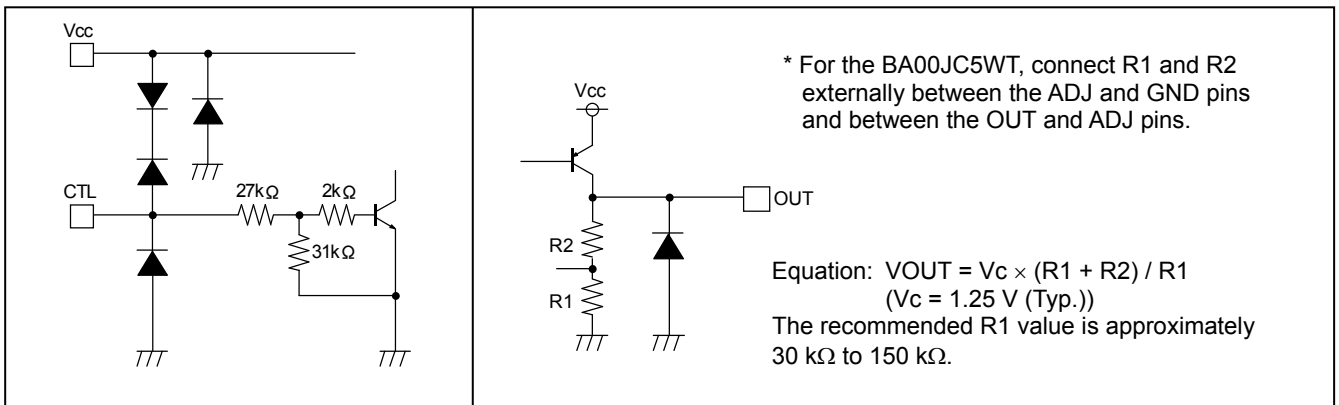 Vcc
CTL
27kΩ
2kΩ
31kΩ
Vcc
OUT
R2
R1
* For the BA00JC5WT, connect R1 and R2
externally between the ADJ and GND pins
and between the OUT and ADJ pins.
Equation: VOUT = Vc × (R1 + R2) / R1
(Vc = 1.25 V (Typ.))
The recommended R1 value is approximately
30 kΩ to 150 kΩ.